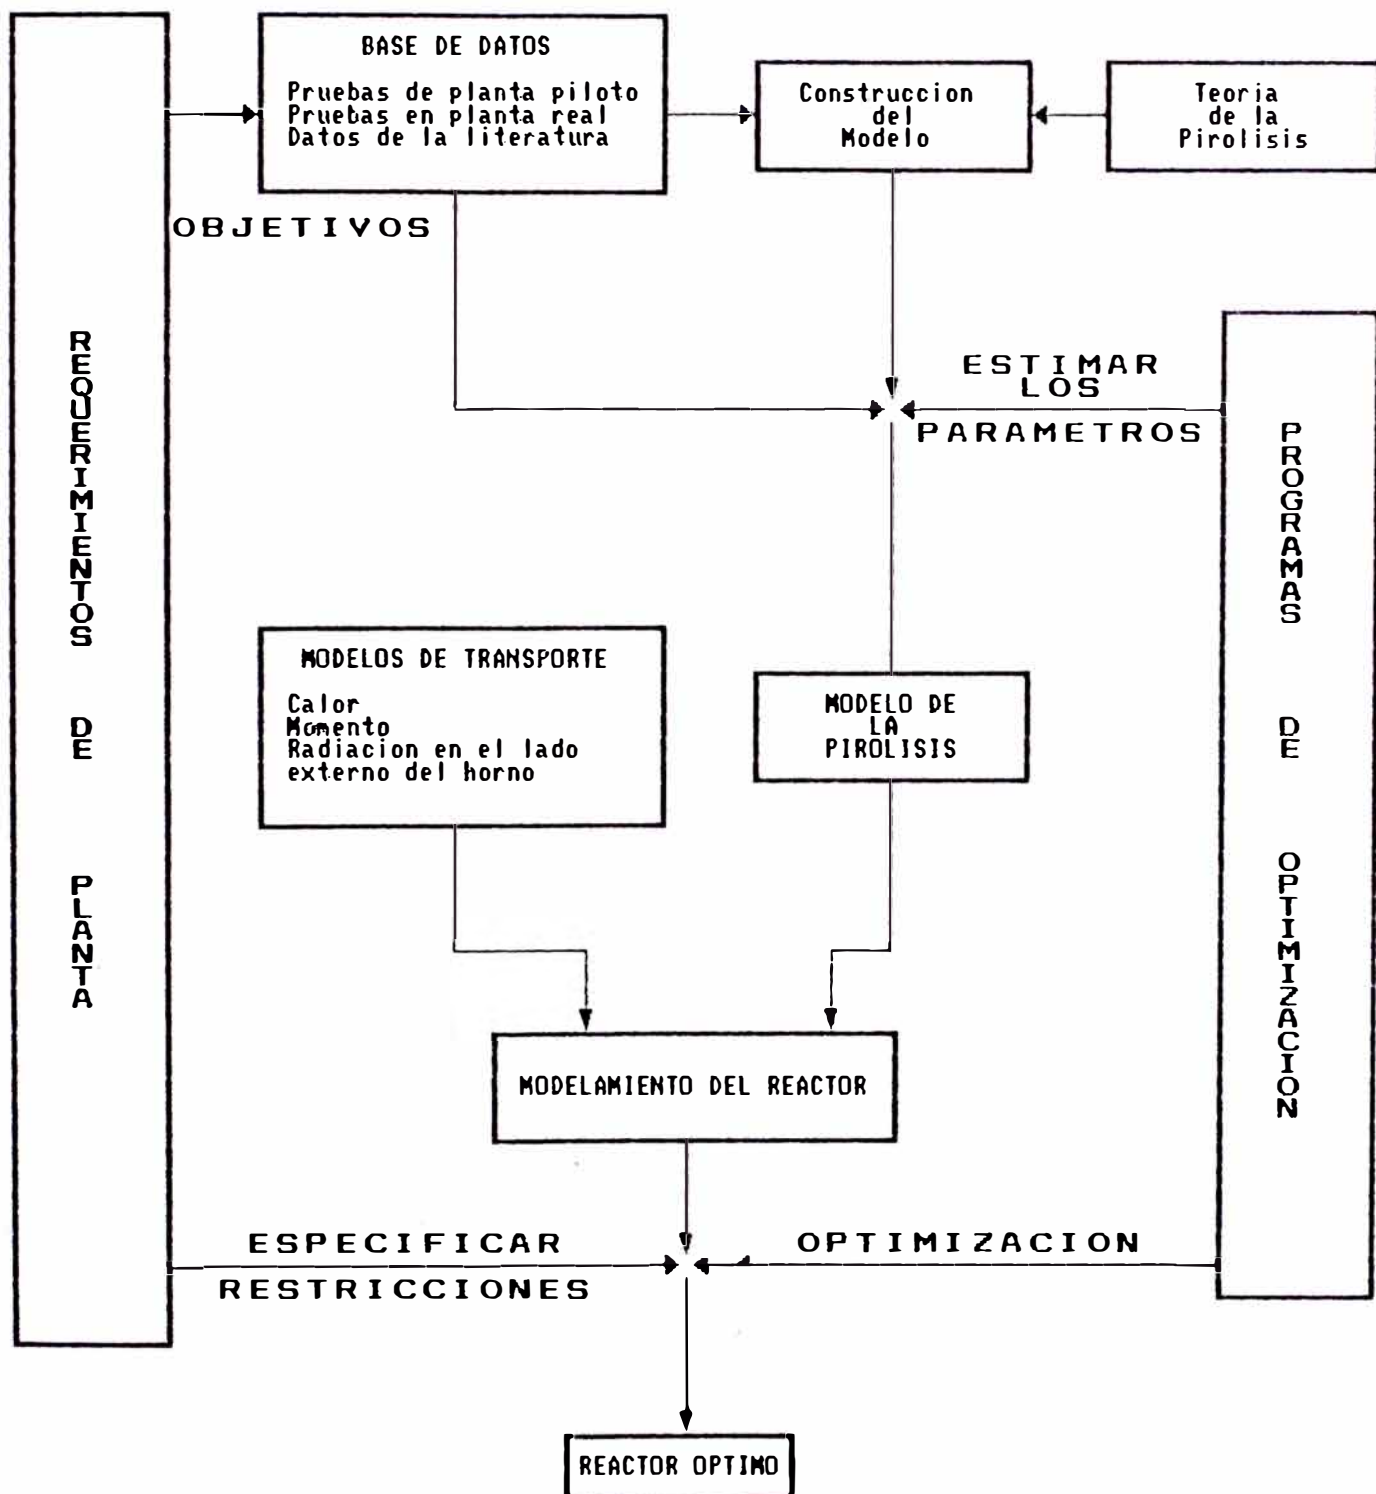 BASE DE DATOS
Pruebas de planta piloto
Pruebas en planta real
Datos de la literatura
Construccion
del
Modelo
Teoria
de la
Pirolisis
OBJETIVOS
REQUERIMIENTOS DE PLANTA
ESTIMAR
LOS
PARAMETROS
PROGRAMAS DE OPTIMIZACION
MODELOS DE TRANSPORTE
Calor
Momento
Radiacion en el lado
externo del horno
MODELO DE
LA
PIROLISIS
MODELAMIENTO DEL REACTOR
ESPECIFICAR
RESTRICCIONES
OPTIMIZACION
REACTOR OPTIMO